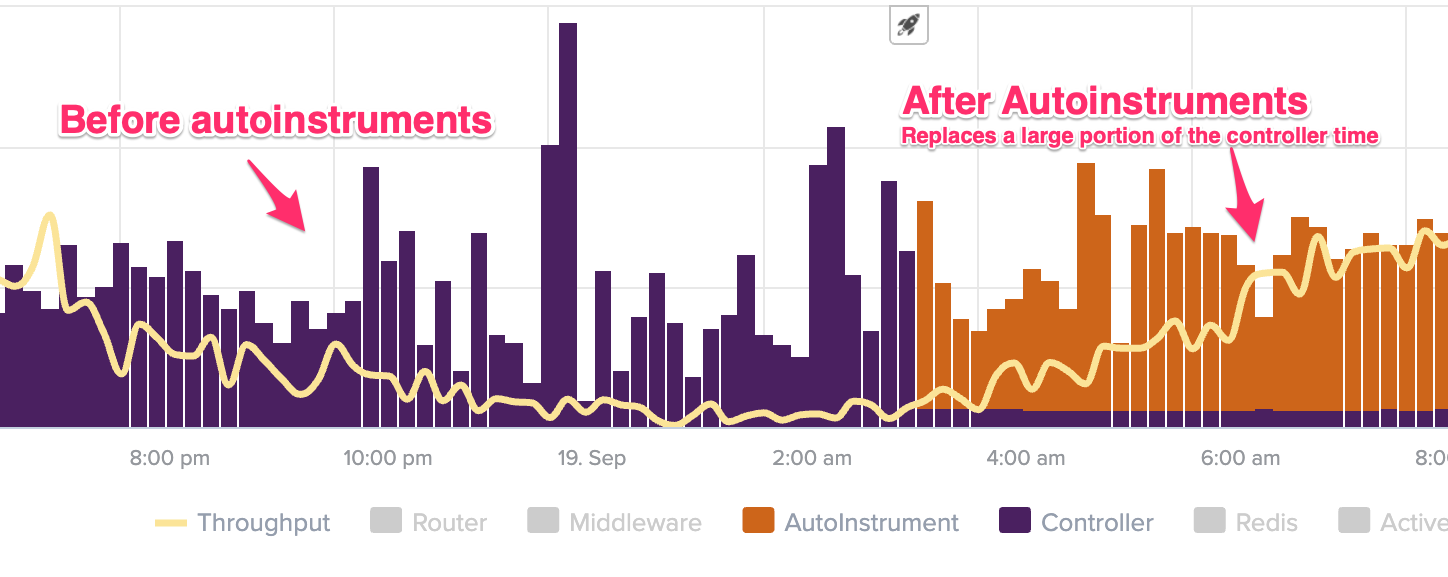 Before autoinstruments
After Autoinstruments
Replaces a large portion of the controller time
8:00 pm 10:00 pm 19. Sep 2:00 am 4:00 am 6:00 am 8:0
Throughput Router Middleware AutoInstrument Controller Redis Active